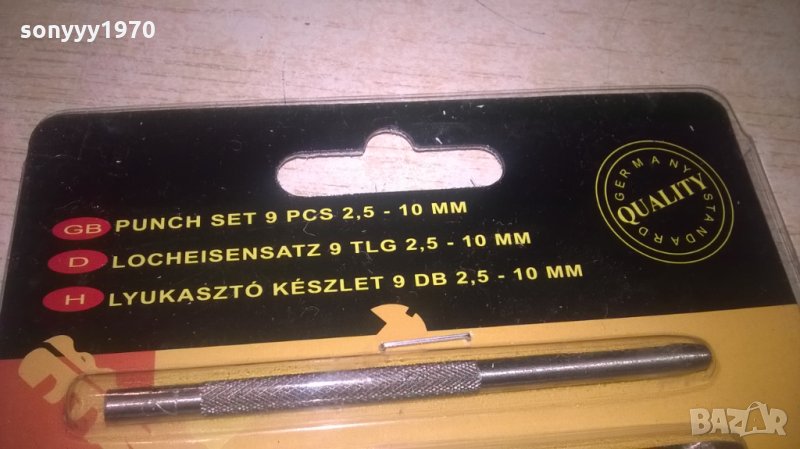 sonyyy1970
GERMANY STANDARD
QUALITY
GB PUNCH SET 9 PCS 2,5 - 10 MM
D LOCHEISENSATZ 9 TLG 2,5 - 10 MM
H LYUKASZTÓ KÉSZLET 9 DB 2,5 - 10 MM
BAZAR